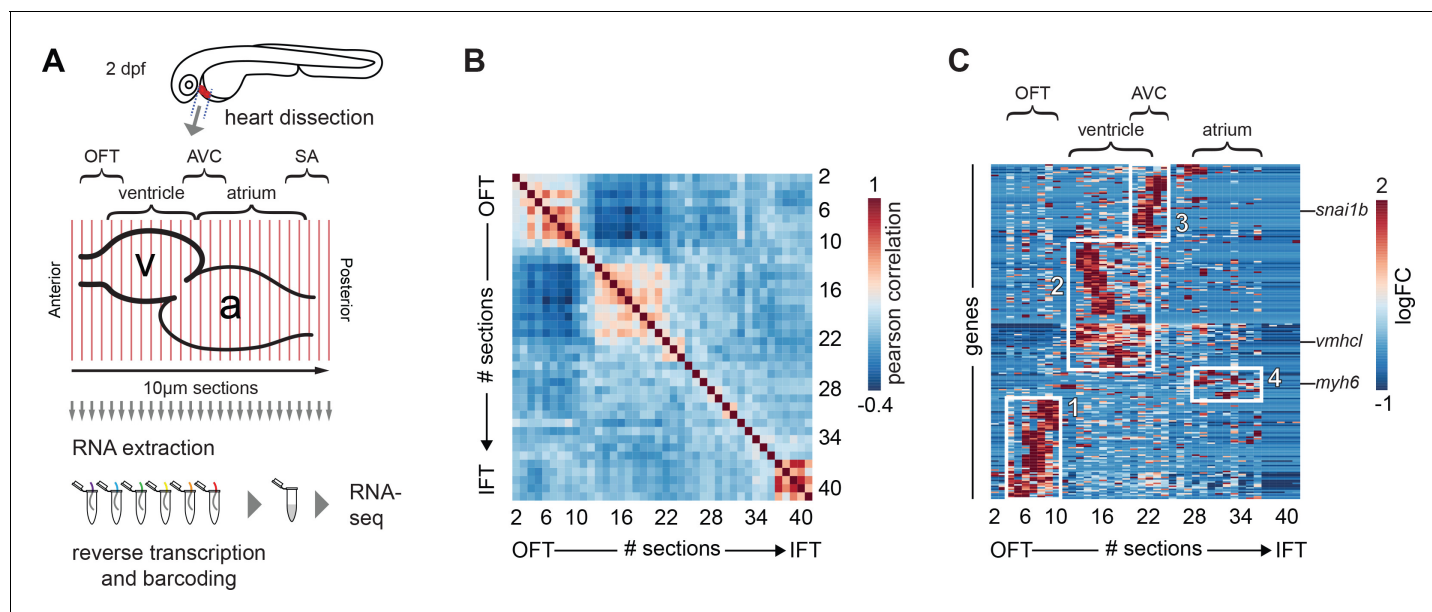 A
2 dpf
heart dissection
OFT
AVC
SA
ventricle
atrium
Anterior
v
a
Posterior
10μm sections
RNA extraction
RNA-
seq
reverse transcription
and barcoding
B
OFT
# sections
IFT
2
6
10
16
22
28
34
40
1
pearson correlation
-0.4
2 6 10 16 22 28 34 40
OFT # sections IFT
C
OFT
AVC
ventricle
atrium
genes
3
2
4
1
snai1b
vmhcl
myh6
2
logFC
-1
2 6 10 16 22 28 34 40
OFT # sections IFT